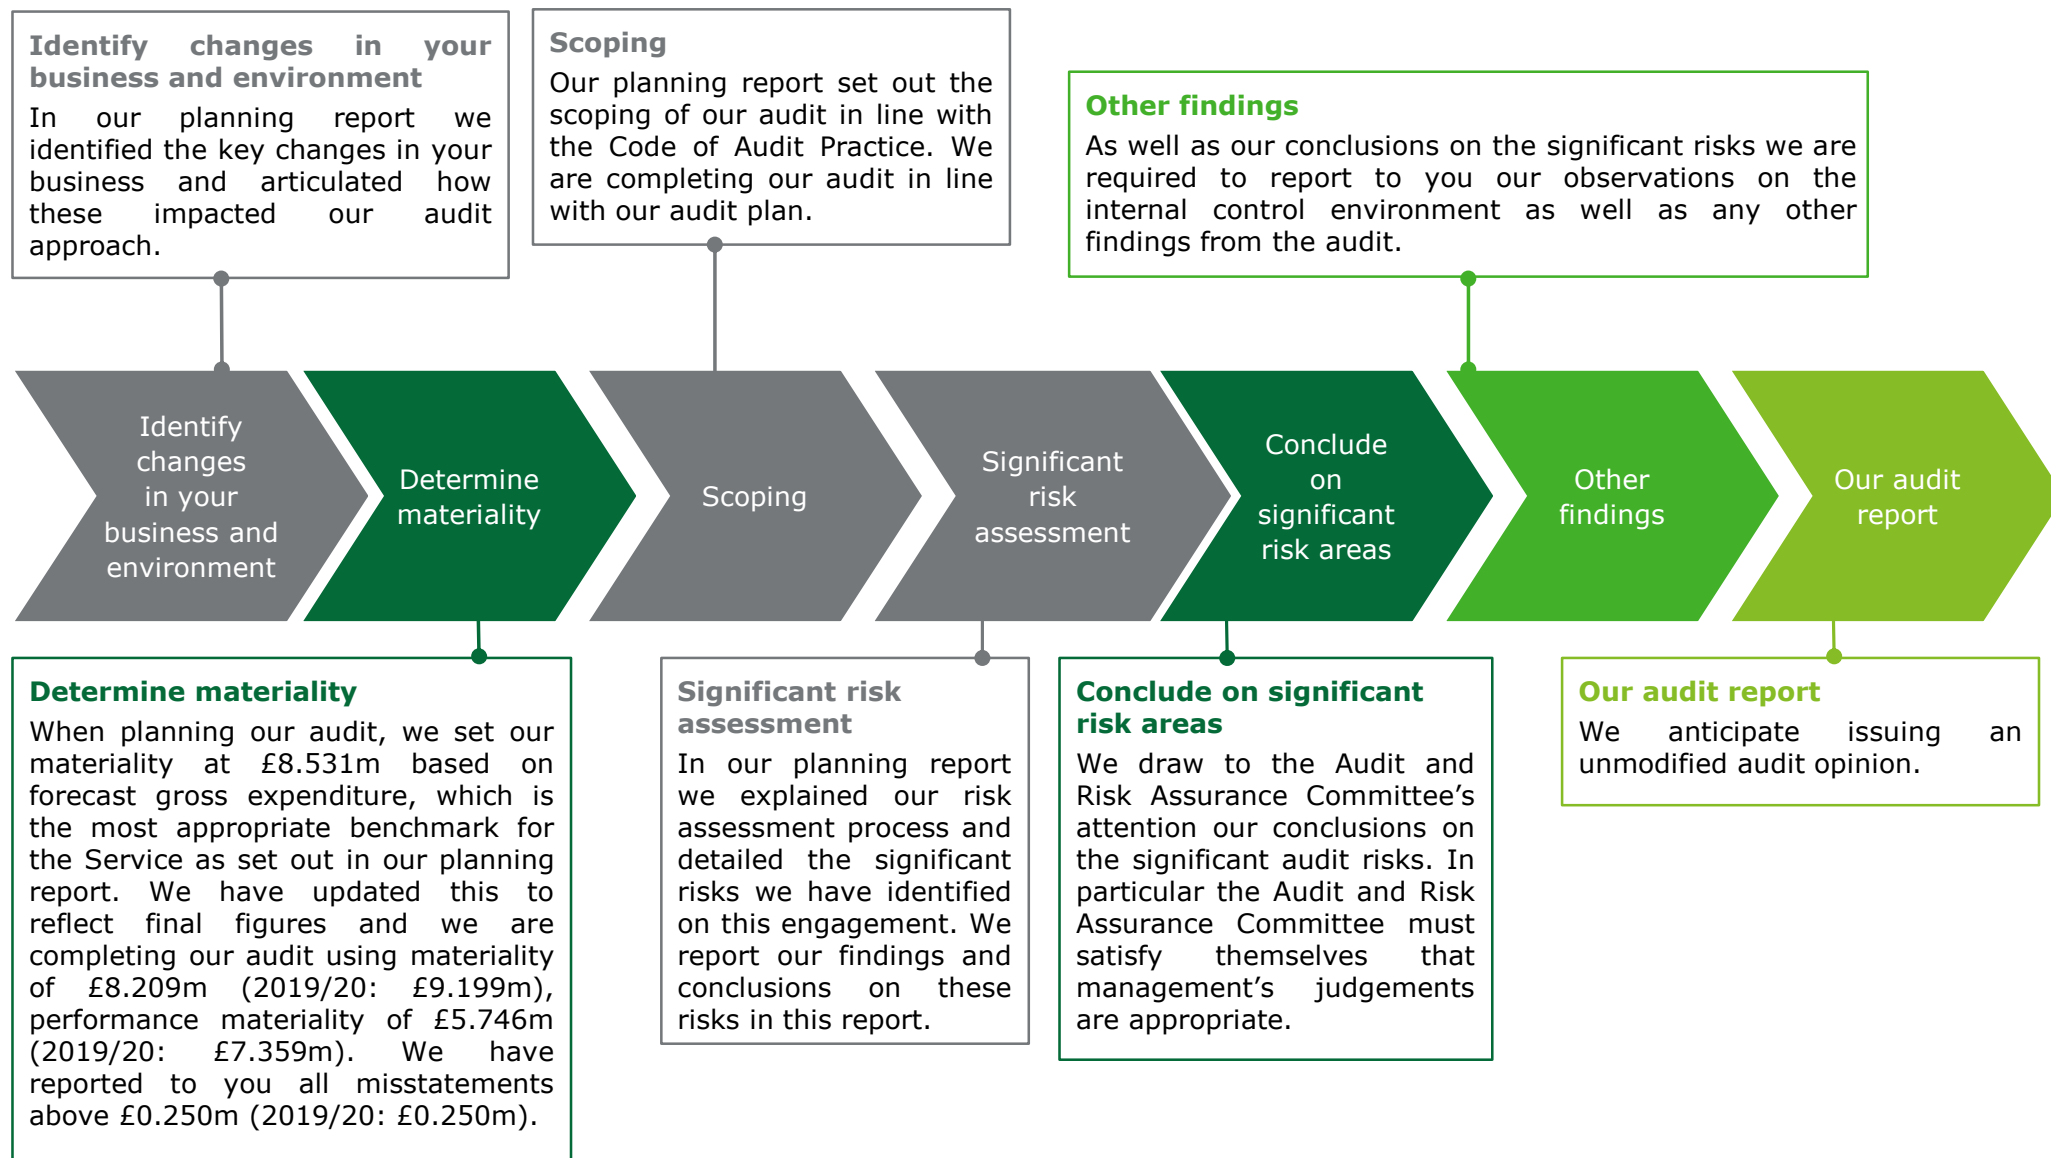 Identify changes in your
business and environment
In our planning report we
identified the key changes in your
business and articulated how
these impacted our audit
approach.
Scoping
Our planning report set out the
scoping of our audit in line with
the Code of Audit Practice. We
are completing our audit in line
with our audit plan.
Other findings
As well as our conclusions on the significant risks we are
required to report to you our observations on the
internal control environment as well as any other
findings from the audit.
Identify
changes
in your
business and
environment
Determine
materiality
Scoping
Significant
risk
assessment
Conclude
on
significant
risk areas
Other
findings
Our audit
report
Determine materiality
When planning our audit, we set our
materiality at £8.531m based on
forecast gross expenditure, which is
the most appropriate benchmark for
the Service as set out in our planning
report. We have updated this to
reflect final figures and we are
completing our audit using materiality
of £8.209m (2019/20: £9.199m),
performance materiality of £5.746m
(2019/20: £7.359m). We have
reported to you all misstatements
above £0.250m (2019/20: £0.250m).
Significant risk
assessment
In our planning report
we explained our risk
assessment process and
detailed the significant
risks we have identified
on this engagement. We
report our findings and
conclusions on these
risks in this report.
Conclude on significant
risk areas
We draw to the Audit and
Risk Assurance Committee’s
attention our conclusions on
the significant audit risks. In
particular the Audit and Risk
Assurance Committee must
satisfy themselves that
management’s judgements
are appropriate.
Our audit report
We anticipate issuing an
unmodified audit opinion.